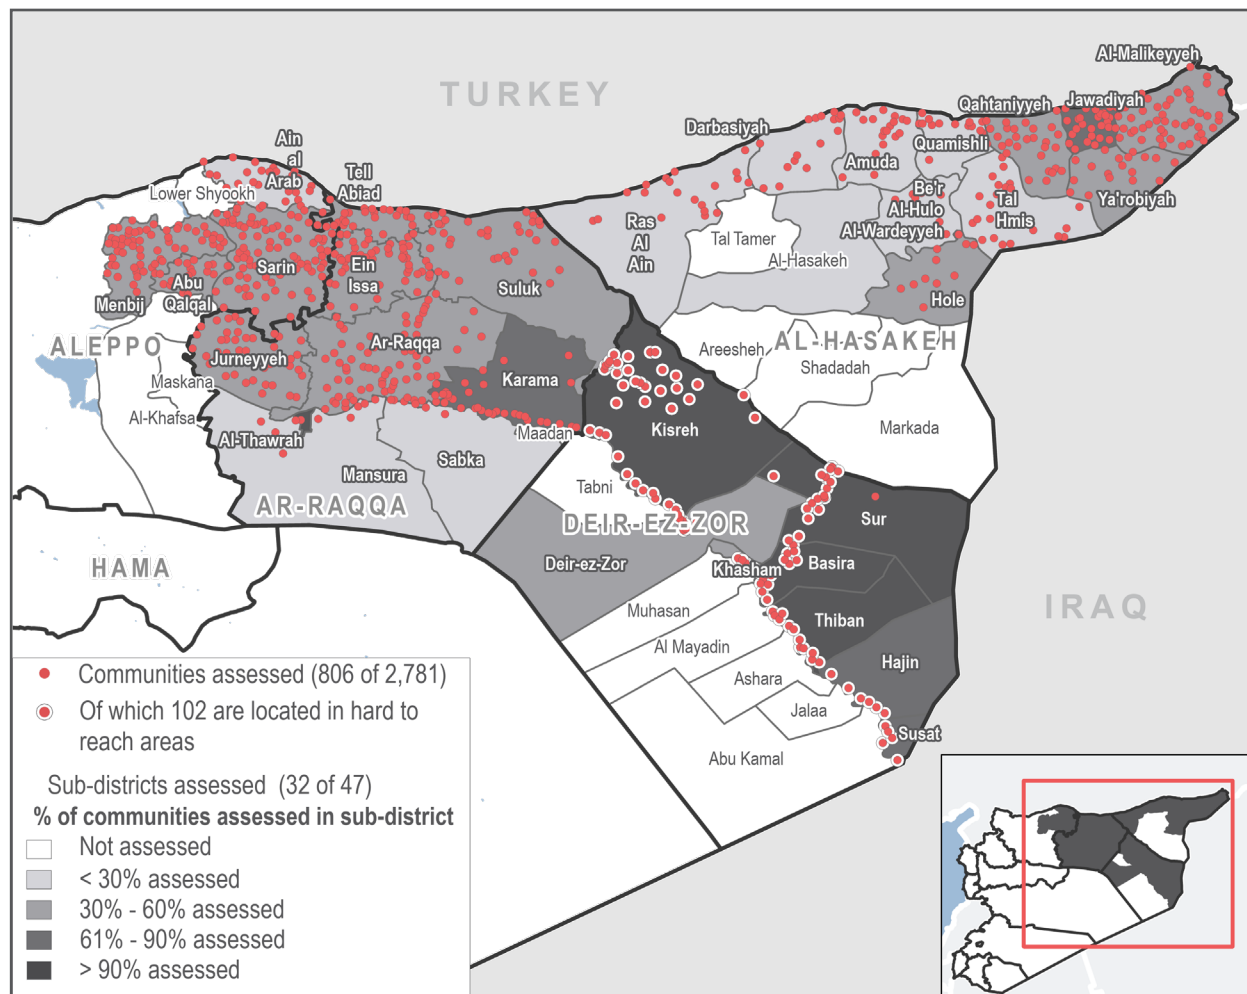 Al-Malikeyyeh
TURKEY
Qahtaniyyeh
Jawadiyah
Darbasiyah
Ain
al
Arab
Quamishli
Amuda
Tell
Abiad
Lower Shyookh
Be'r
Al-Hulo
Al-Wardeyyeh
Tal
Hmis
Ya'robiyah
Ras
Al
Ain
Tal Tamer
Al-Hasakeh
Sarin
Ein
Issa
Abu
Qalqal
Menbij
Suluk
Hole
ALEPPO
Jurneyyeh
Ar-Raqqa
Areesheh
AL-HASAKEH
Shadadah
Maskana
Karama
Al-Khafsa
Al-Thawrah
Maadan
Kisreh
Markada
Mansura
Sabka
Tabni
AR-RAQQA
DEIR-EZ-ZOR
Sur
HAMA
Deir-ez-Zor
Khasham
Basira
Muhasan
Thiban
IRAQ
Al Mayadin
Hajin
Ashara
Jalaa
Susat
Abu Kamal
Communities assessed (806 of 2,781)
Of which 102 are located in hard to
reach areas
Sub-districts assessed (32 of 47)
% of communities assessed in sub-district
Not assessed
< 30% assessed
30% - 60% assessed
61% - 90% assessed
> 90% assessed